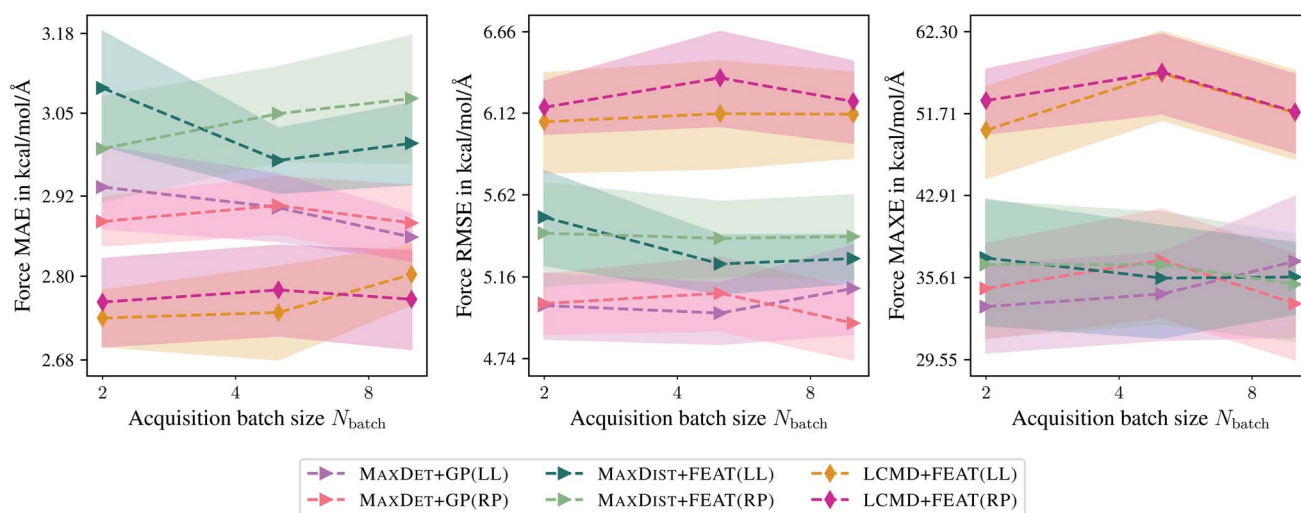 Force MAE in kcal/mol/Å
3.18
3.05
2.92
2.80
2.68
2
4
8
Acquisition batch size N_batch
Force RMSE in kcal/mol/Å
6.66
6.12
5.62
5.16
4.74
2
4
8
Acquisition batch size N_batch
Force MAXE in kcal/mol/Å
62.30
51.71
42.91
35.61
29.55
2
4
8
Acquisition batch size N_batch
MAXDET+GP(LL)
MAXDIST+FEAT(LL)
LCMD+FEAT(LL)
MAXDET+GP(RP)
MAXDIST+FEAT(RP)
LCMD+FEAT(RP)